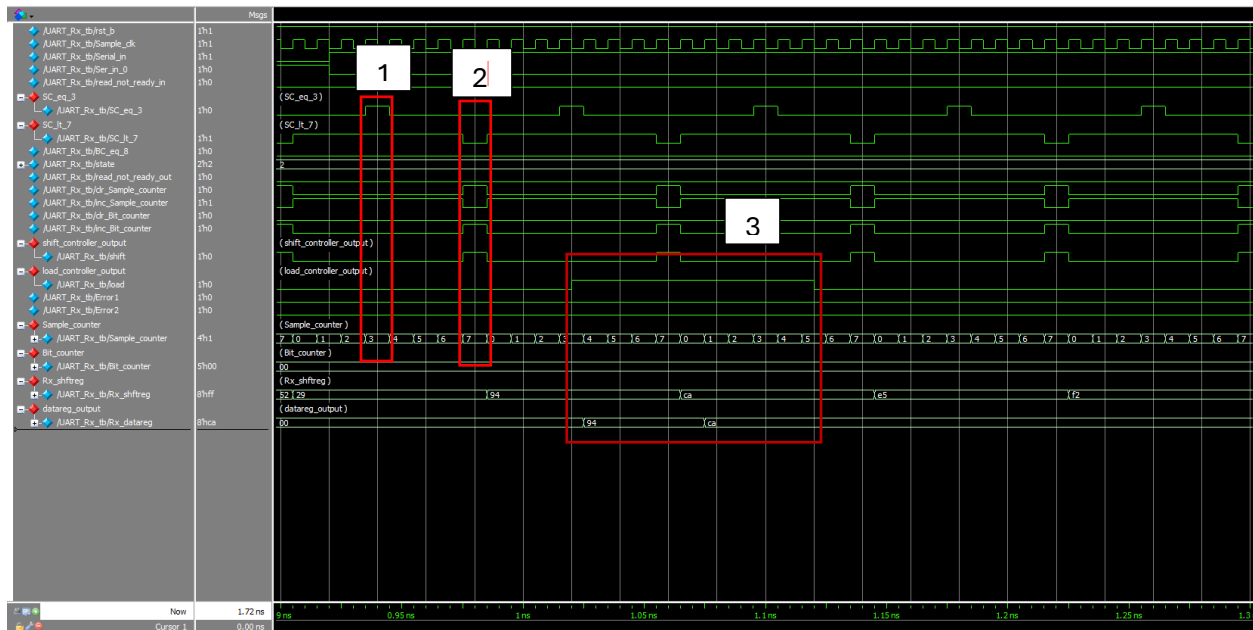 Msgs
/UART_Rx_tb/rst_b 1'h1
/UART_Rx_tb/Sample_clk 1'h1
/UART_Rx_tb/Serial_in 1'h1
/UART_Rx_tb/Ser_in_0 1'h0
/UART_Rx_tb/read_not_ready_in 1'h0
1
2
SC_eq_3 (SC_eq_3)
/UART_Rx_tb/SC_eq_3 1'h0
SC_lt_7 (SC_lt_7)
/UART_Rx_tb/SC_lt_7 1'h1
/UART_Rx_tb/BC_eq_8 1'h0
/UART_Rx_tb/state 2'h2 2
/UART_Rx_tb/read_not_ready_out 1'h0
/UART_Rx_tb/clr_Sample_counter 1'h0
/UART_Rx_tb/inc_Sample_counter 1'h1
/UART_Rx_tb/clr_Bit_counter 1'h0
/UART_Rx_tb/inc_Bit_counter 1'h0
3
shift_controller_output (shift_controller_output)
/UART_Rx_tb/shift 1'h0
load_controller_output (load_controller_output)
/UART_Rx_tb/load 1'h0
/UART_Rx_tb/Error1 1'h0
/UART_Rx_tb/Error2 1'h0
Sample_counter (Sample_counter)
/UART_Rx_tb/Sample_counter 4'h1 7 0 1 2 3 4 5 6 7 0 1 2 3 4 5 6 7 0 1 2 3 4 5 6 7 0 1 2 3 4 5 6 7 0 1 2 3 4 5 6 7
Bit_counter (Bit_counter)
/UART_Rx_tb/Bit_counter 5'h00 00
Rx_shftreg (Rx_shftreg)
/UART_Rx_tb/Rx_shftreg 8'hff 52 29 94 ca e5 f2
datareg_output (datareg_output)
/UART_Rx_tb/Rx_datareg 8'hca 00 94 ca
Now 1.72 ns 9 ns 0.95 ns 1 ns 1.05 ns 1.1 ns 1.15 ns 1.2 ns 1.25 ns 1.3
Cursor 1 0.00 ns